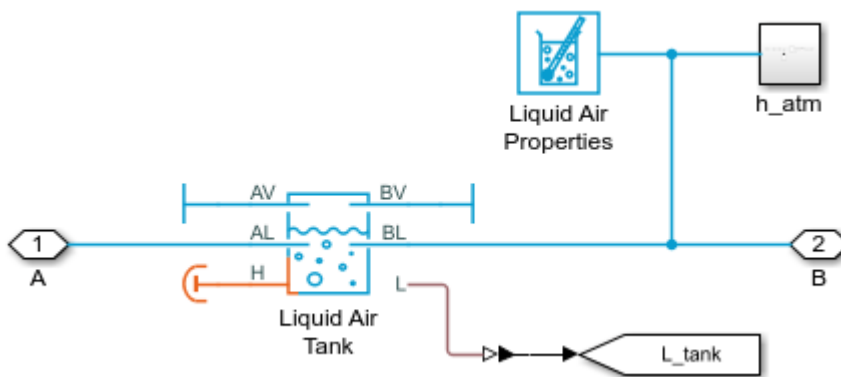 Liquid Air
Properties
h_atm
AV
BV
AL
BL
1
A
2
B
H
L
Liquid Air
Tank
L_tank